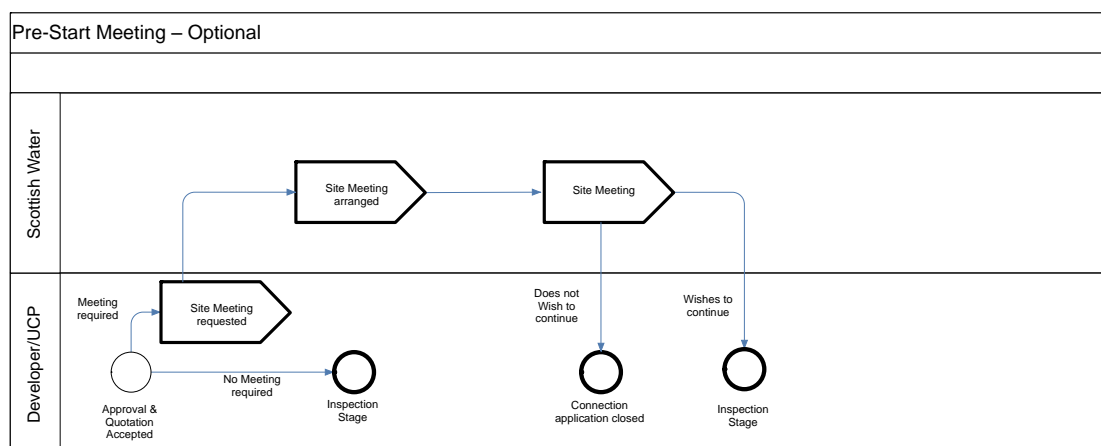 Pre-Start Meeting – Optional
Scottish Water
Site Meeting
arranged
Site Meeting
Developer/UCP
Meeting
required
Site Meeting
requested
Does not
Wish to
continue
Wishes to
continue
No Meeting
required
Approval &
Quotation
Accepted
Inspection
Stage
Connection
application closed
Inspection
Stage